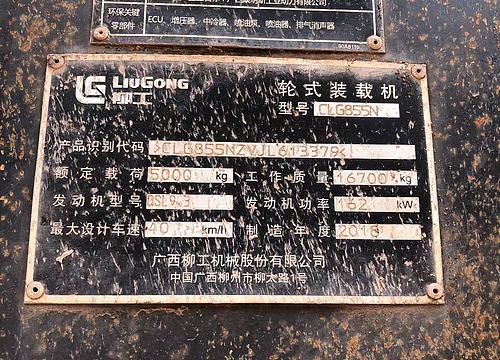 环保关键
零部件
ECU、增压器、中冷器、喷油泵、喷油器、排气消声器
LIUGONG
柳工
轮式装载机
型号 CLG855N
产品识别代码 >CLG855NZVJL613379<
额定载荷 5000 kg 工作质量 16700 kg
发动机型号 QSL9.3 发动机功率 162 kW
最大设计车速 40 km/h 制造年度 2018
广西柳工机械股份有限公司
中国广西柳州市柳太路1号